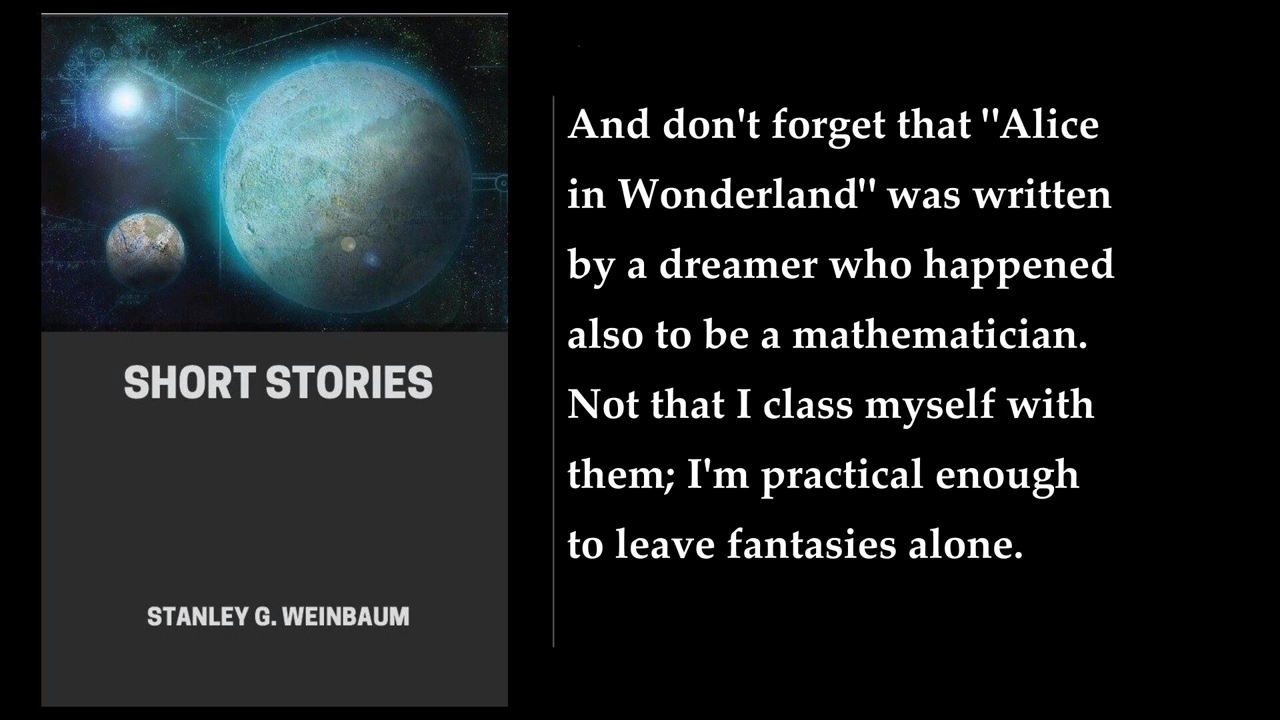 SHORT STORIES
STANLEY G. WEINBAUM
And don't forget that "Alice
in Wonderland" was written
by a dreamer who happened
also to be a mathematician.
Not that I class myself with
them; I'm practical enough
to leave fantasies alone.